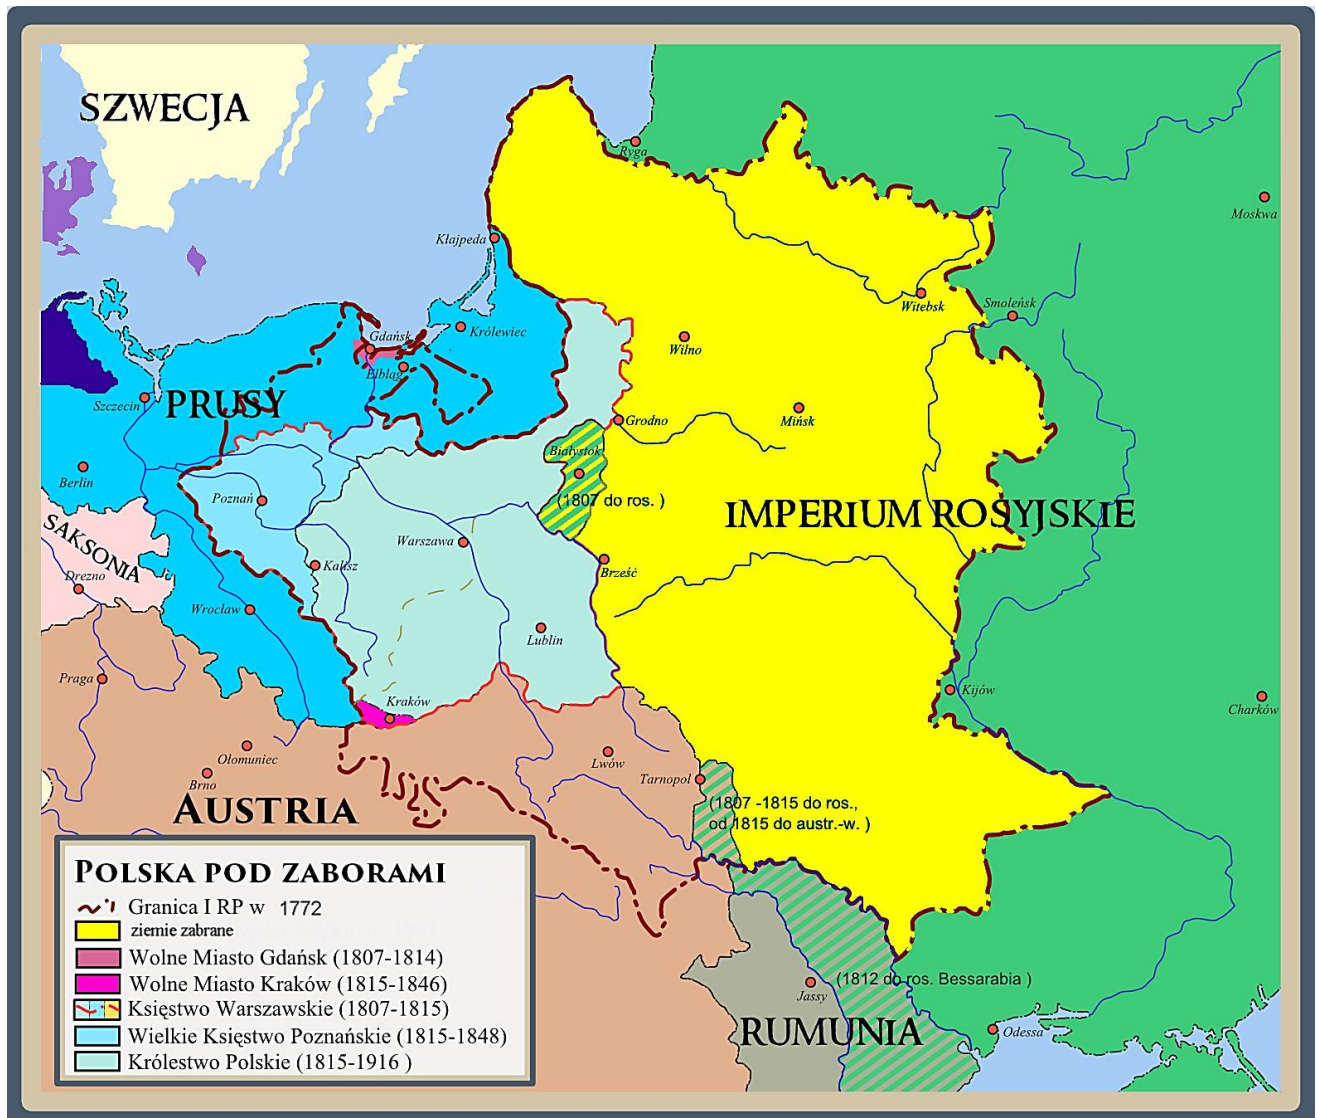 SZWECJA
Ryga
Moskwa
Kłajpeda
Witebsk
Smoleńsk
Królewiec
Gdańsk
Wilno
Elbląg
PRUSY
Szczecin
Mińsk
Grodno
Białystok
Berlin
Poznań
(1807 do ros. )
IMPERIUM ROSYJSKIE
SAKSONIA
Warszawa
Kalisz
Brześć
Drezno
Wrocław
Lublin
Praga
Kijów
Kraków
Charków
Ołomuniec
Lwów
Brno
Tarnopol
AUSTRIA
(1807 -1815 do ros.,
od 1815 do austr.-w. )
POLSKA POD ZABORAMI
Granica I RP w 1772
ziemie zabrane
Wolne Miasto Gdańsk (1807-1814)
Wolne Miasto Kraków (1815-1846)
Księstwo Warszawskie (1807-1815)
Wielkie Księstwo Poznańskie (1815-1848)
Królestwo Polskie (1815-1916 )
(1812 do ros. Bessarabia )
Jassy
RUMUNIA
Odessa